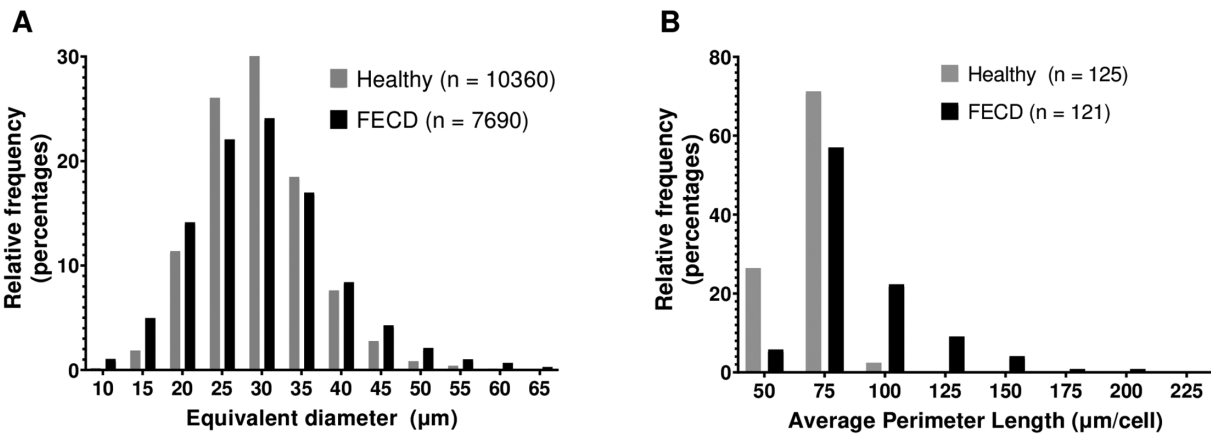 A
Relative frequency
(percentages)
30
20
10
0
Healthy (n = 10360)
FECD (n = 7690)
10 15 20 25 30 35 40 45 50 55 60 65
Equivalent diameter (µm)
B
Relative frequency
(percentages)
80
60
40
20
0
Healthy (n = 125)
FECD (n = 121)
50 75 100 125 150 175 200 225
Average Perimeter Length (µm/cell)